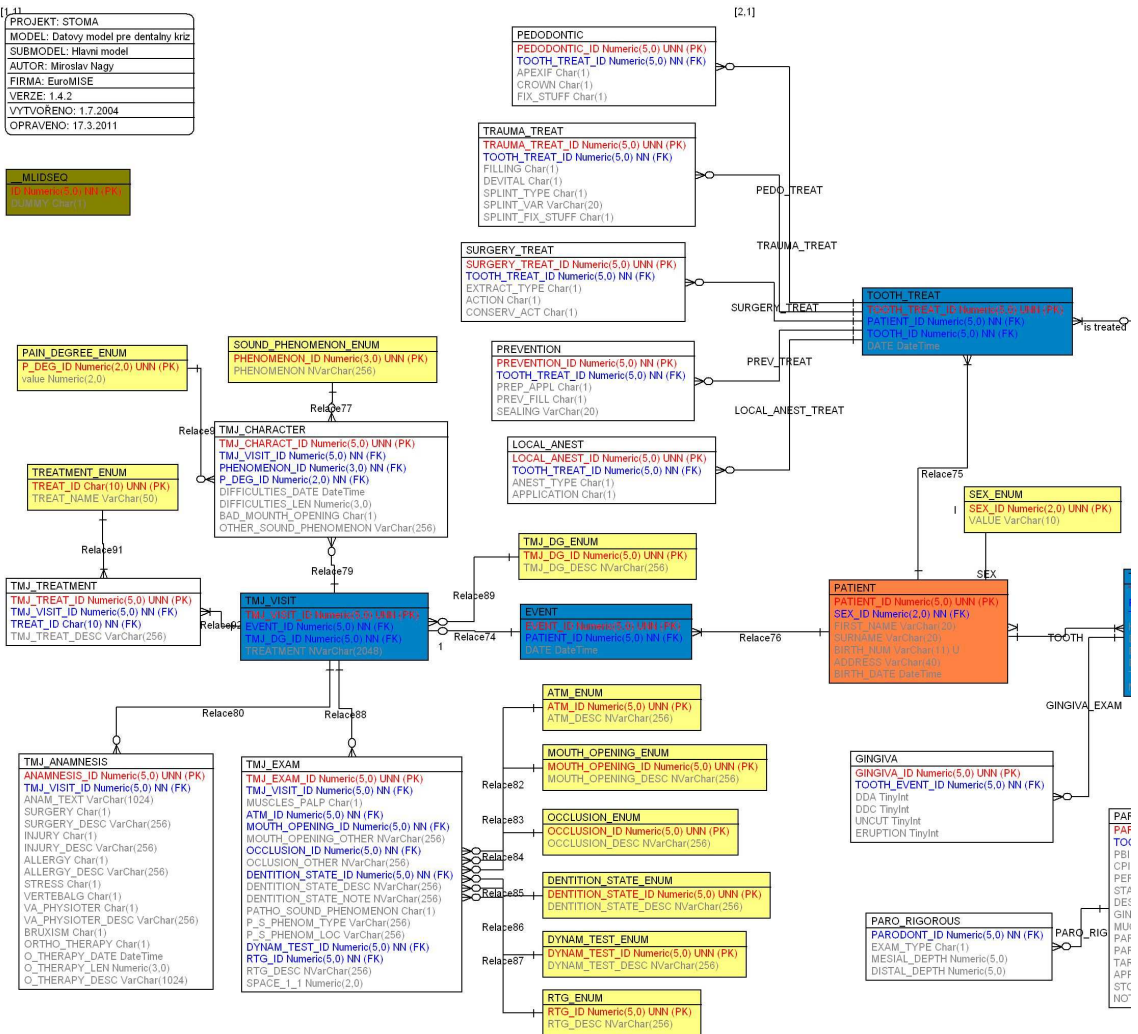 [1,1]
[2,1]
PROJEKT: STOMA
MODEL: Datovy model pre dentalny kriz
SUBMODEL: Hlavni model
AUTOR: Miroslav Nagy
FIRMA: EuroMISE
VERZE: 1.4.2
VYTVOŘENO: 1.7.2004
OPRAVENO: 17.3.2011
__MLIDSEQ
ID Numeric(5,0) NN (PK)
DUMMY Char(1)
PEDODONTIC
PEDODONTIC_ID Numeric(5,0) UNN (PK)
TOOTH_TREAT_ID Numeric(5,0) NN (FK)
APEXIF Char(1)
CROWN Char(1)
FIX_STUFF Char(1)
TRAUMA_TREAT
TRAUMA_TREAT_ID Numeric(5,0) UNN (PK)
TOOTH_TREAT_ID Numeric(5,0) NN (FK)
FILLING Char(1)
DEVITAL Char(1)
SPLINT_TYPE Char(1)
SPLINT_VAR VarChar(20)
SPLINT_FIX_STUFF Char(1)
PEDO_TREAT
TRAUMA_TREAT
SURGERY_TREAT
SURGERY_TREAT_ID Numeric(5,0) UNN (PK)
TOOTH_TREAT_ID Numeric(5,0) NN (FK)
EXTRACT_TYPE Char(1)
ACTION Char(1)
CONSERV_ACT Char(1)
SURGERY_TREAT
TOOTH_TREAT
TOOTH_TREAT_ID Numeric(5,0) UNN (PK)
PATIENT_ID Numeric(5,0) NN (FK)
TOOTH_ID Numeric(5,0) NN (FK)
DATE DateTime
is treated
PREVENTION
PREVENTION_ID Numeric(5,0) NN (PK)
TOOTH_TREAT_ID Numeric(5,0) NN (FK)
PREP_APPL Char(1)
PREV_FILL Char(1)
SEALING VarChar(20)
PREV_TREAT
LOCAL_ANEST_TREAT
LOCAL_ANEST
LOCAL_ANEST_ID Numeric(5,0) UNN (PK)
TOOTH_TREAT_ID Numeric(5,0) NN (FK)
ANEST_TYPE Char(1)
APPLICATION Char(1)
PAIN_DEGREE_ENUM
P_DEG_ID Numeric(2,0) UNN (PK)
value Numeric(2,0)
SOUND_PHENOMENON_ENUM
PHENOMENON_ID Numeric(3,0) UNN (PK)
PHENOMENON NVarChar(256)
Relace77
Relace9
TMJ_CHARACTER
TMJ_CHARACT_ID Numeric(5,0) UNN (PK)
TMJ_VISIT_ID Numeric(5,0) NN (FK)
PHENOMENON_ID Numeric(3,0) NN (FK)
P_DEG_ID Numeric(2,0) NN (FK)
DIFFICULTIES_DATE DateTime
DIFFICULTIES_LEN Numeric(3,0)
BAD_MOUNTH_OPENING Char(1)
OTHER_SOUND_PHENOMENON VarChar(256)
TREATMENT_ENUM
TREAT_ID Char(10) UNN (PK)
TREAT_NAME VarChar(50)
Relace91
Relace79
Relace75
SEX_ENUM
SEX_ID Numeric(2,0) UNN (PK)
VALUE VarChar(10)
SEX
TMJ_TREATMENT
TMJ_TREAT_ID Numeric(5,0) UNN (PK)
TMJ_VISIT_ID Numeric(5,0) NN (FK)
TREAT_ID Char(10) NN (FK)
TMJ_TREAT_DESC VarChar(256)
TMJ_VISIT
TMJ_VISIT_ID Numeric(5,0) UNN (PK)
EVENT_ID Numeric(5,0) NN (FK)
TMJ_DG_ID Numeric(5,0) NN (FK)
TREATMENT NVarChar(2048)
TMJ_DG_ENUM
TMJ_DG_ID Numeric(5,0) UNN (PK)
TMJ_DG_DESC NVarChar(256)
Relace89
Relace74
1
EVENT
EVENT_ID Numeric(5,0) UNN (PK)
PATIENT_ID Numeric(5,0) NN (FK)
DATE DateTime
Relace76
PATIENT
PATIENT_ID Numeric(5,0) UNN (PK)
SEX_ID Numeric(2,0) NN (FK)
FIRST_NAME VarChar(20)
SURNAME VarChar(20)
BIRTH_NUM VarChar(11) U
ADDRESS VarChar(40)
BIRTH_DATE DateTime
TOOTH
GINGIVA_EXAM
Relace80
Relace88
TMJ_ANAMNESIS
ANAMNESIS_ID Numeric(5,0) UNN (PK)
TMJ_VISIT_ID Numeric(5,0) NN (FK)
ANAM_TEXT VarChar(1024)
SURGERY Char(1)
SURGERY_DESC VarChar(256)
INJURY Char(1)
INJURY_DESC VarChar(256)
ALLERGY Char(1)
ALLERGY_DESC VarChar(256)
STRESS Char(1)
VERTEBALG Char(1)
VA_PHYSIOTER Char(1)
VA_PHYSIOTER_DESC VarChar(256)
BRUXISM Char(1)
ORTHO_THERAPY Char(1)
O_THERAPY_DATE DateTime
O_THERAPY_LEN Numeric(3,0)
O_THERAPY_DESC VarChar(1024)
TMJ_EXAM
TMJ_EXAM_ID Numeric(5,0) UNN (PK)
TMJ_VISIT_ID Numeric(5,0) NN (FK)
MUSCLES_PALP Char(1)
ATM_ID Numeric(5,0) NN (FK)
MOUTH_OPENING_ID Numeric(5,0) NN (FK)
MOUTH_OPENING_OTHER NVarChar(256)
OCCLUSION_ID Numeric(5,0) NN (FK)
OCLUSION_OTHER NVarChar(256)
DENTITION_STATE_ID Numeric(5,0) NN (FK)
DENTITION_STATE_DESC NVarChar(256)
DENTITION_STATE_NOTE NVarChar(256)
PATHO_SOUND_PHENOMENON Char(1)
P_S_PHENOM_TYPE VarChar(256)
P_S_PHENOM_LOC VarChar(256)
DYNAM_TEST_ID Numeric(5,0) NN (FK)
RTG_ID Numeric(5,0) NN (FK)
RTG_DESC NVarChar(256)
SPACE_1_1 Numeric(2,0)
Relace82
Relace83
Relace84
Relace85
Relace86
Relace87
ATM_ENUM
ATM_ID Numeric(5,0) UNN (PK)
ATM_DESC NVarChar(256)
MOUTH_OPENING_ENUM
MOUTH_OPENING_ID Numeric(5,0) UNN (PK)
MOUTH_OPENING_DESC NVarChar(256)
OCCLUSION_ENUM
OCCLUSION_ID Numeric(5,0) UNN (PK)
OCCLUSION_DESC NVarChar(256)
DENTITION_STATE_ENUM
DENTITION_STATE_ID Numeric(5,0) UNN (PK)
DENTITION_STATE_DESC NVarChar(256)
DYNAM_TEST_ENUM
DYNAM_TEST_ID Numeric(5,0) UNN (PK)
DYNAM_TEST_DESC NVarChar(256)
RTG_ENUM
RTG_ID Numeric(5,0) UNN (PK)
RTG_DESC NVarChar(256)
GINGIVA
GINGIVA_ID Numeric(5,0) UNN (PK)
TOOTH_EVENT_ID Numeric(5,0) NN (FK)
DDA TinyInt
DDC TinyInt
UNCUT TinyInt
ERUPTION TinyInt
PARO_RIGOROUS
PARODONT_ID Numeric(5,0) NN (FK)
EXAM_TYPE Char(1)
MESIAL_DEPTH Numeric(5,0)
DISTAL_DEPTH Numeric(5,0)
PARO_RIG